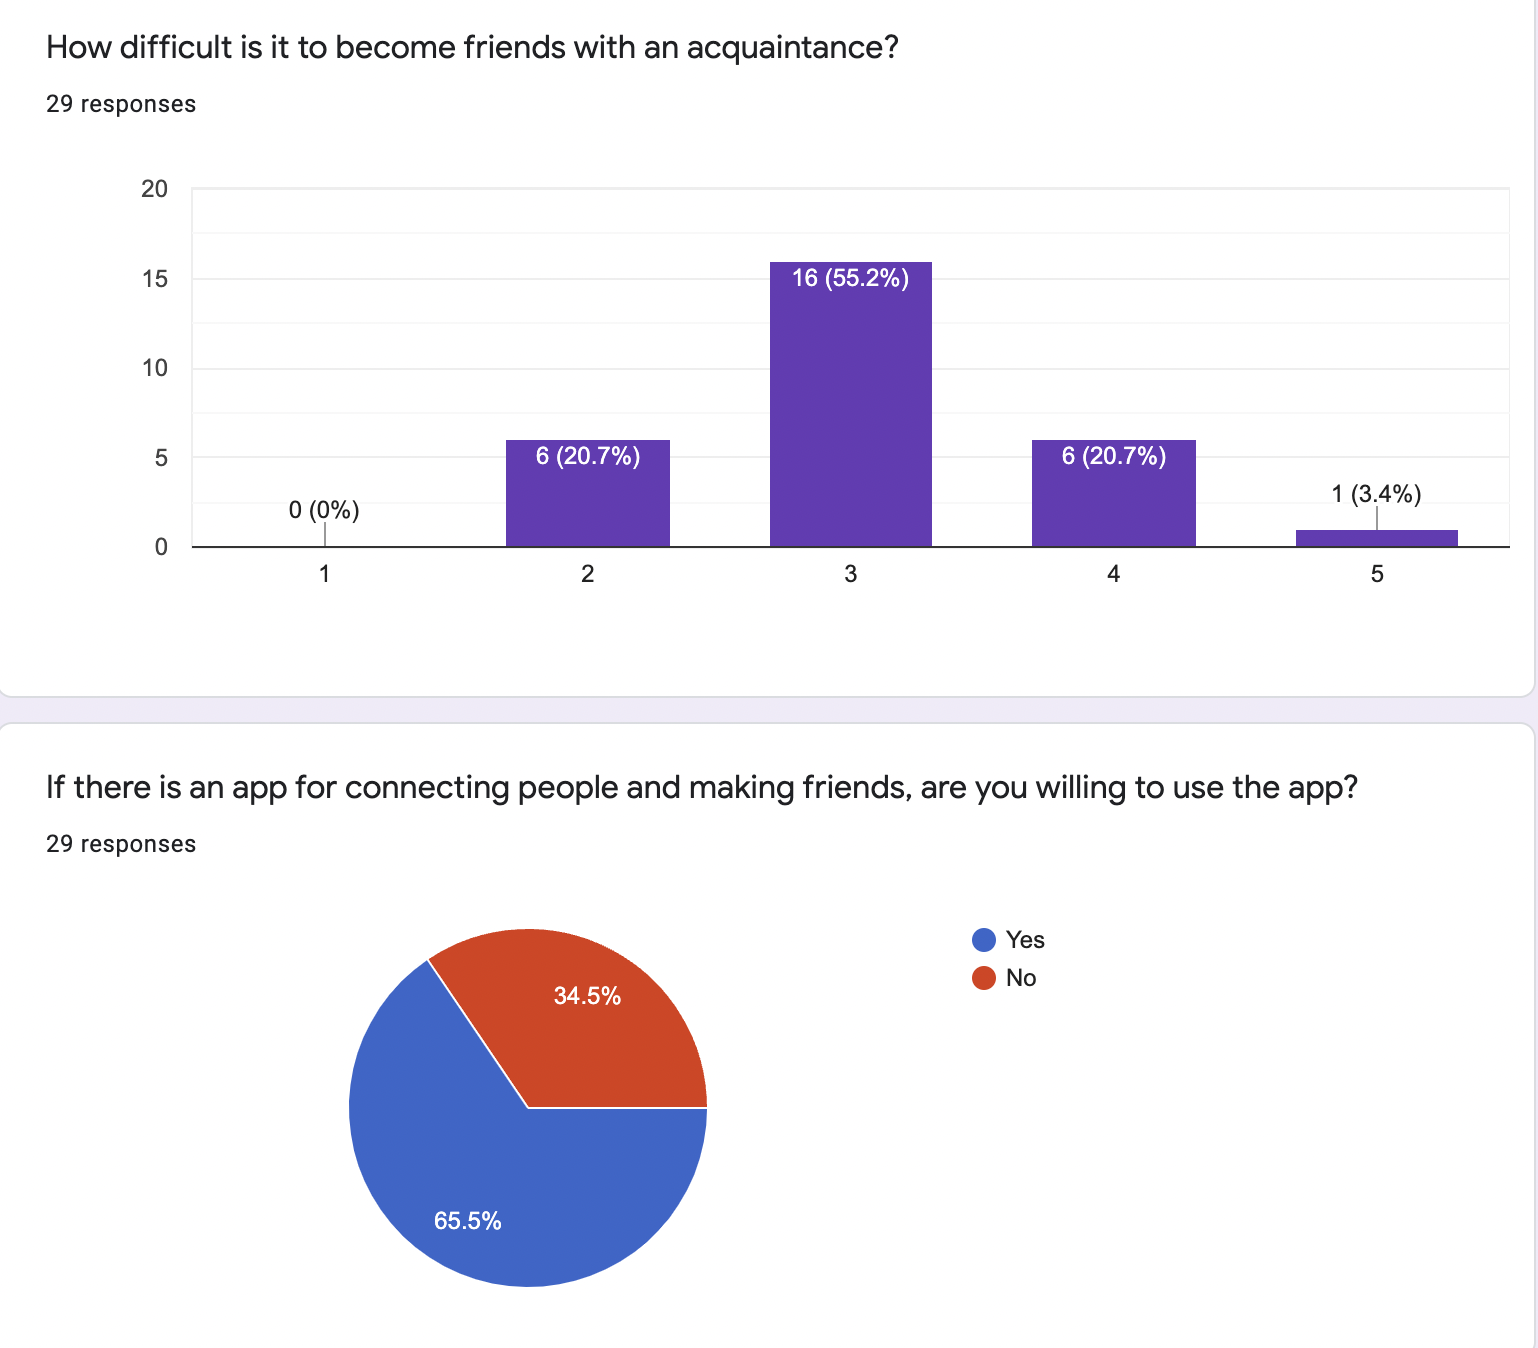 How difficult is it to become friends with an acquaintance?
29 responses
20
15
10
5
0
0 (0%)
6 (20.7%)
16 (55.2%)
6 (20.7%)
1 (3.4%)
1
2
3
4
5
If there is an app for connecting people and making friends, are you willing to use the app?
29 responses
Yes
No
34.5%
65.5%